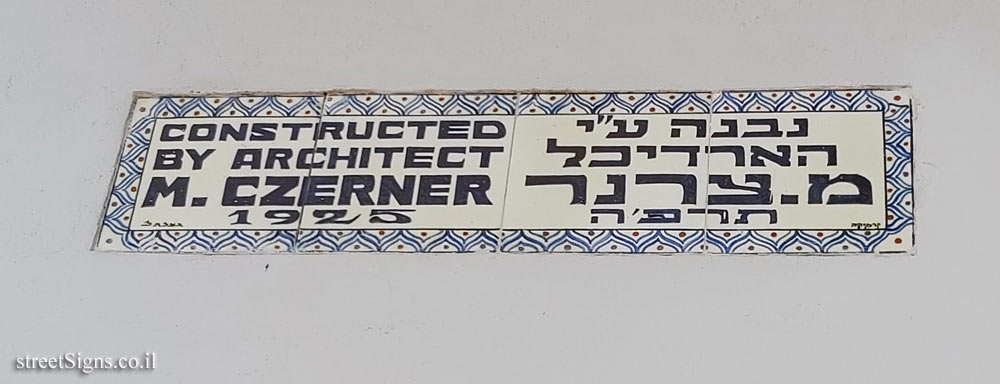 CONSTRUCTED
BY ARCHITECT
M. CZERNER
1925
נבנה ע"י
הארדיכל
מ.צרנר
תרפ'ה
streetSigns.co.il